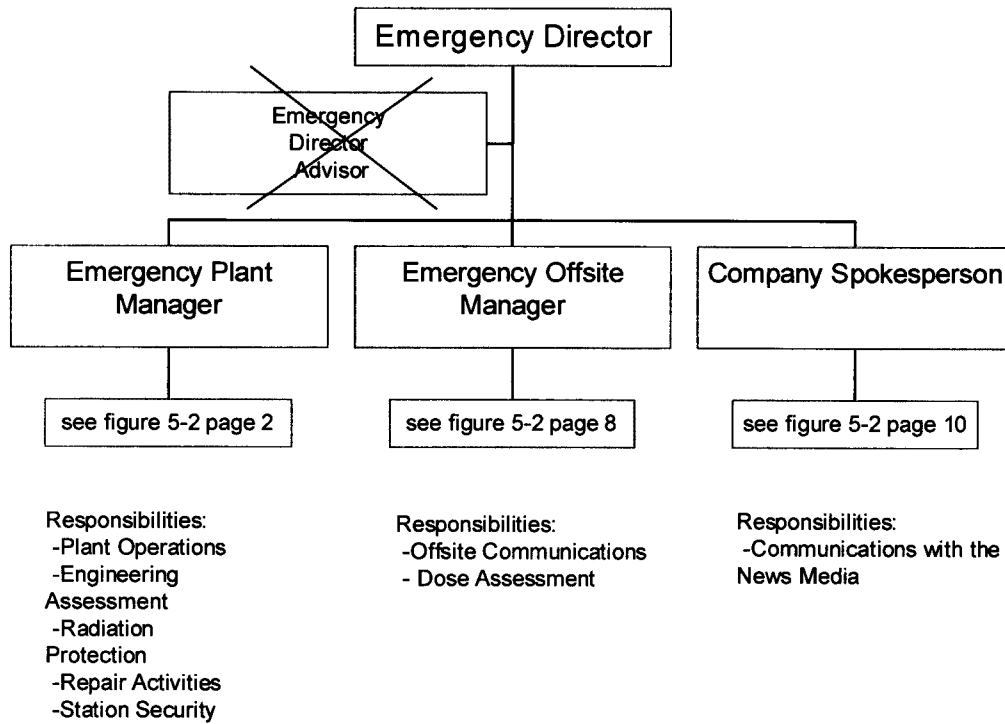 Emergency Director
Emergency
Director
Advisor
Emergency Plant
Manager
Emergency Offsite
Manager
Company Spokesperson
see figure 5-2 page 2
see figure 5-2 page 8
see figure 5-2 page 10
Responsibilities:
-Plant Operations
-Engineering
Assessment
-Radiation
Protection
-Repair Activities
-Station Security
Responsibilities:
-Offsite Communications
- Dose Assessment
Responsibilities:
-Communications with the
News Media